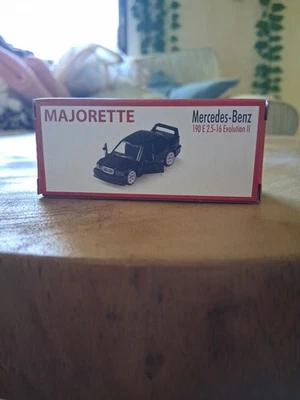 MAJORETTE
Mercedes-Benz
190 E 2.5-16 Evolution II